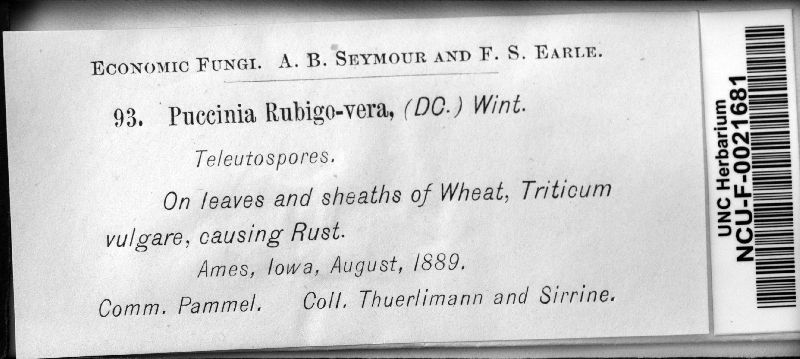 ECONOMIC FUNGI. A. B. SEYMOUR AND F. S. EARLE.
93. Puccinia Rubigo-vera, (DC.) Wint.
Teleutospores.
On leaves and sheaths of Wheat, Triticum
vulgare, causing Rust.
Ames, Iowa, August, 1889.
Comm. Pammel. Coll. Thuerlimann and Sirrine.
UNC Herbarium
NCU-F-0021681